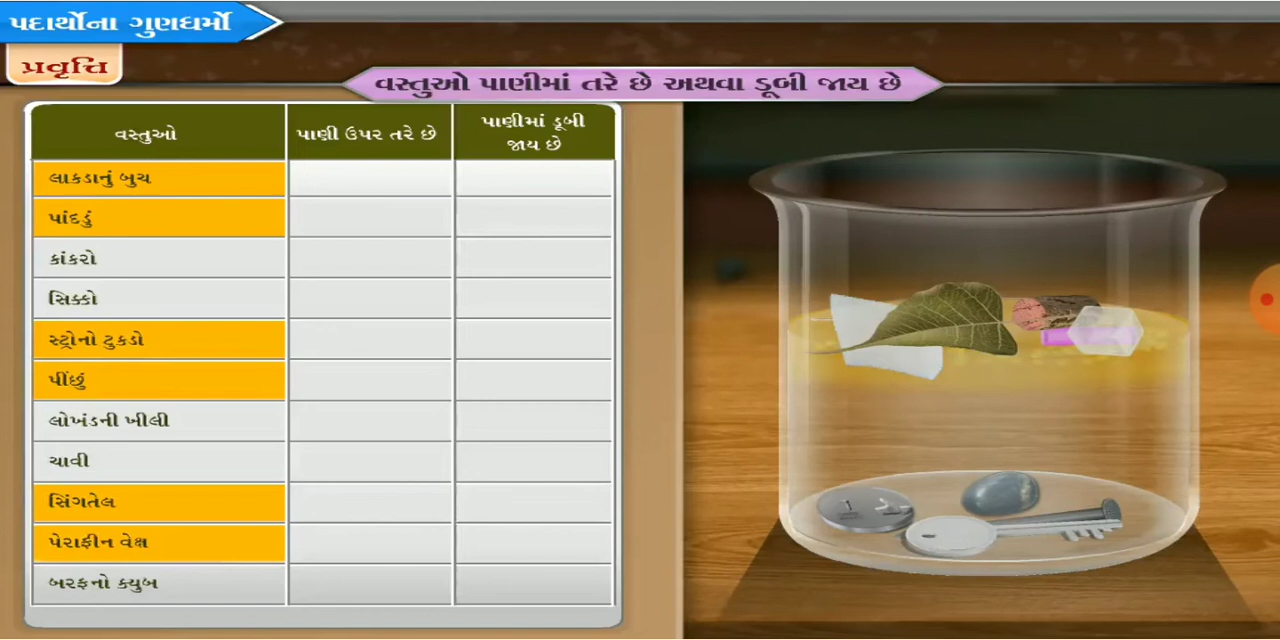 પદાર્થોના ગુણધર્મો
પ્રવૃત્તિ
વસ્તુઓ પાણીમાં તરે છે અથવા ડૂબી જાય છે
વસ્તુઓ
પાણી ઉપર તરે છે
પાણીમાં ડૂબી
જાય છે
લાકડાનું બુચ
પાંદડું
કાંકરો
સિક્કો
સ્ટ્રોનો ટુકડો
પીંછું
લોખંડની ખીલી
ચાવી
સિંગતેલ
પેરાફીન વેક્ષ
બરફનો ક્યુબ